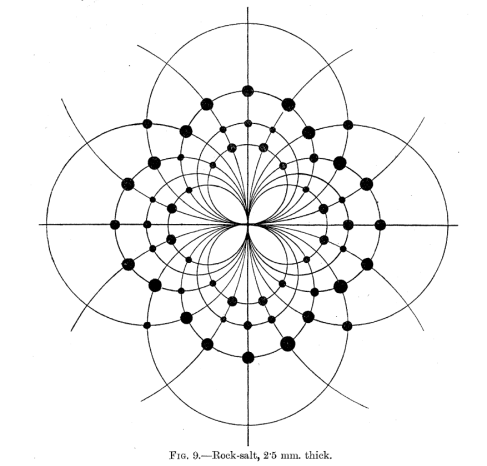 FIG. 9.—Rock-salt, 2·5 mm. thick.